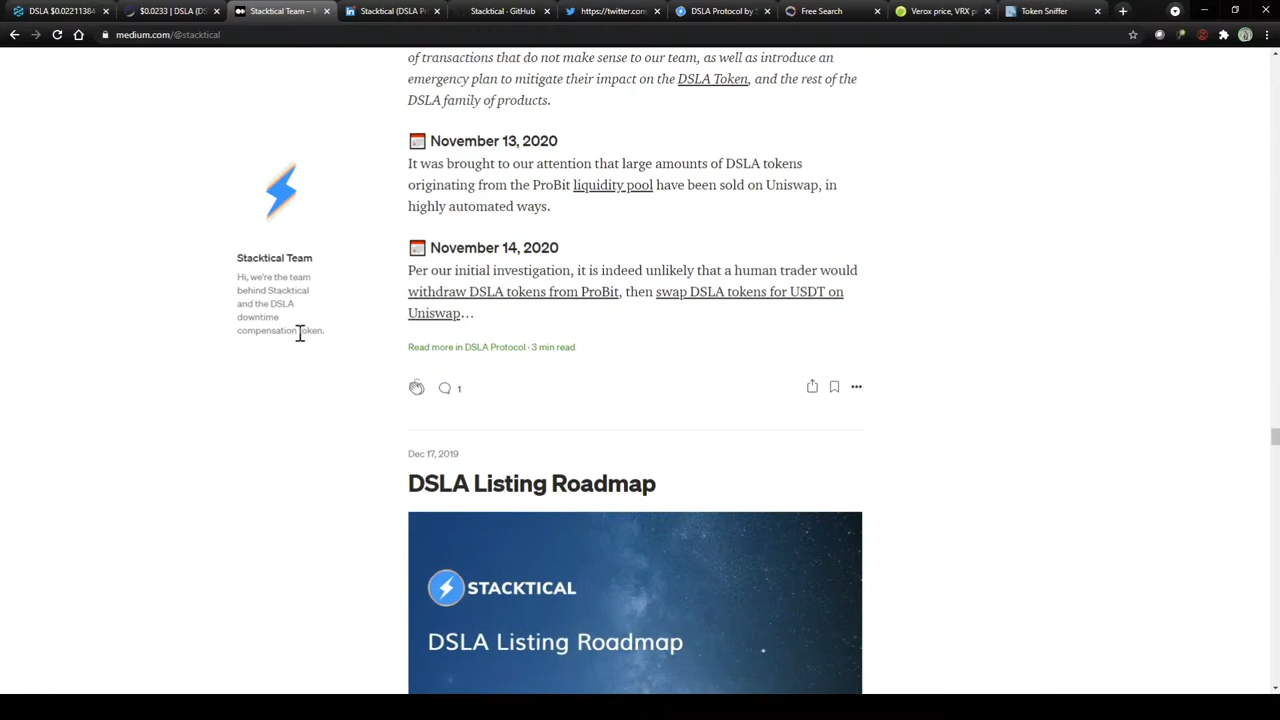 DSLA $0.02211384
$0.0233 | DSLA (DS
Stacktical Team –
Stacktical (DSLA Pr
Stacktical - GitHub
https://twitter.com
DSLA Protocol by S
Free Search
Verox price, VRX p
Token Sniffer
medium.com/@stacktical
of transactions that do not make sense to our team, as well as introduce an
emergency plan to mitigate their impact on the DSLA Token, and the rest of the
DSLA family of products.
November 13, 2020
It was brought to our attention that large amounts of DSLA tokens
originating from the ProBit liquidity pool have been sold on Uniswap, in
highly automated ways.
November 14, 2020
Per our initial investigation, it is indeed unlikely that a human trader would
withdraw DSLA tokens from ProBit, then swap DSLA tokens for USDT on
Uniswap…
Read more in DSLA Protocol · 3 min read
1
Stacktical Team
Hi, we're the team
behind Stacktical
and the DSLA
downtime
compensation token.
Dec 17, 2019
DSLA Listing Roadmap
STACKTICAL
DSLA Listing Roadmap